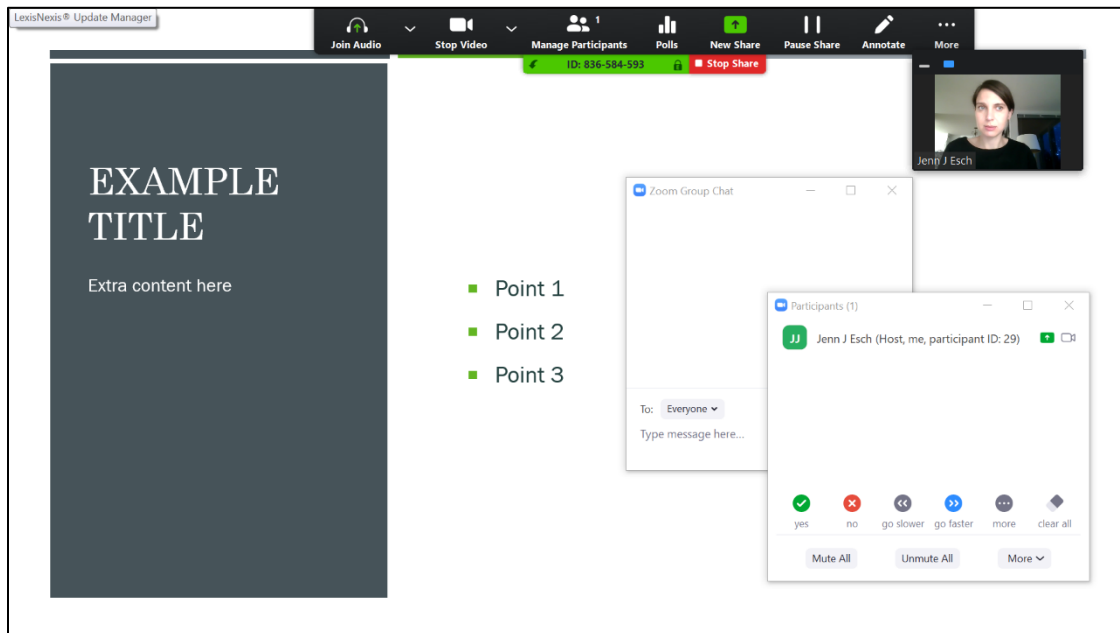 LexisNexis® Update Manager
Join Audio
Stop Video
1
Manage Participants
Polls
New Share
Pause Share
Annotate
More
ID: 836-584-593
Stop Share
Jenn J Esch
EXAMPLE
TITLE
Extra content here
Point 1
Point 2
Point 3
Zoom Group Chat
To: Everyone
Type message here...
Participants (1)
JJ
Jenn J Esch (Host, me, participant ID: 29)
yes
no
go slower
go faster
more
clear all
Mute All
Unmute All
More